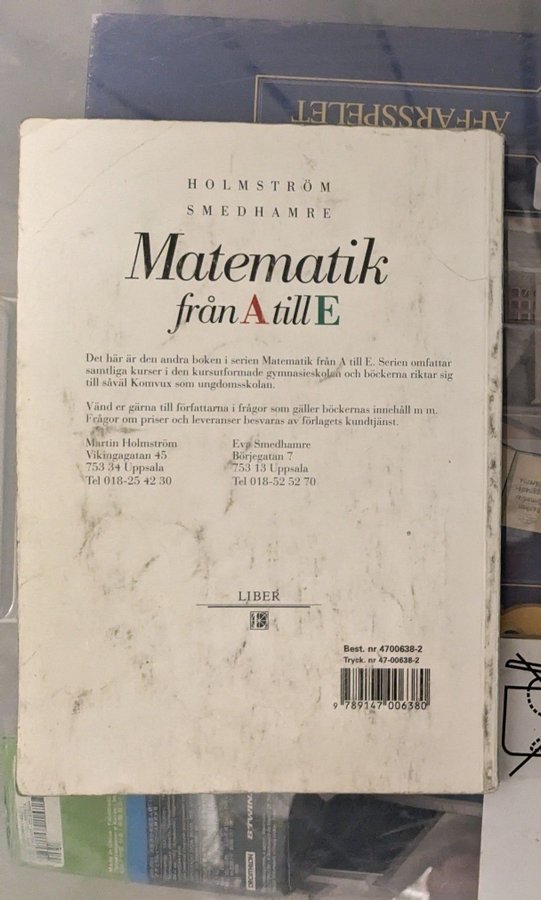 AFFÄRSSPELET
HOLMSTRÖM
SMEDHAMRE
Matematik
från A till E
Det här är den andra boken i serien Matematik från A till E. Serien omfattar
samtliga kurser i den kursutformade gymnasieskolan och böckerna riktar sig
till såväl Komvux som ungdomsskolan.
Vänd er gärna till författarna i frågor som gäller böckernas innehåll m m.
Frågor om priser och leveranser besvaras av förlagets kundtjänst.
Martin Holmström
Vikingagatan 45
753 34 Uppsala
Tel 018-25 42 30
Eva Smedhamre
Börjegatan 7
753 13 Uppsala
Tel 018-52 52 70
LIBER
Best. nr 4700638-2
Tryck. nr 47-00638-2
9 789147 006380
DECATHLON
BTWIN